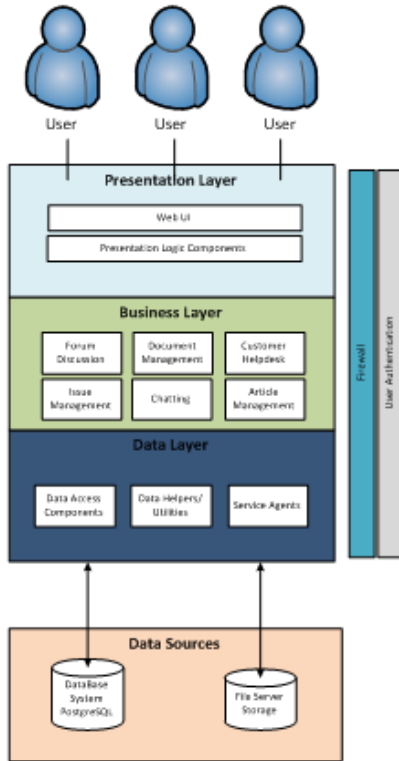 User
User
User
Presentation Layer
Web UI
Presentation Logic Components
Business Layer
Forum
Discussion
Document
Management
Customer
Helpdesk
Issue
Management
Chatting
Article
Management
Data Layer
Data Access
Components
Data Helpers/
Utilities
Service Agents
Firewall
User Authentication
Data Sources
DataBase
System
PostgreSQL
File Server
Storage